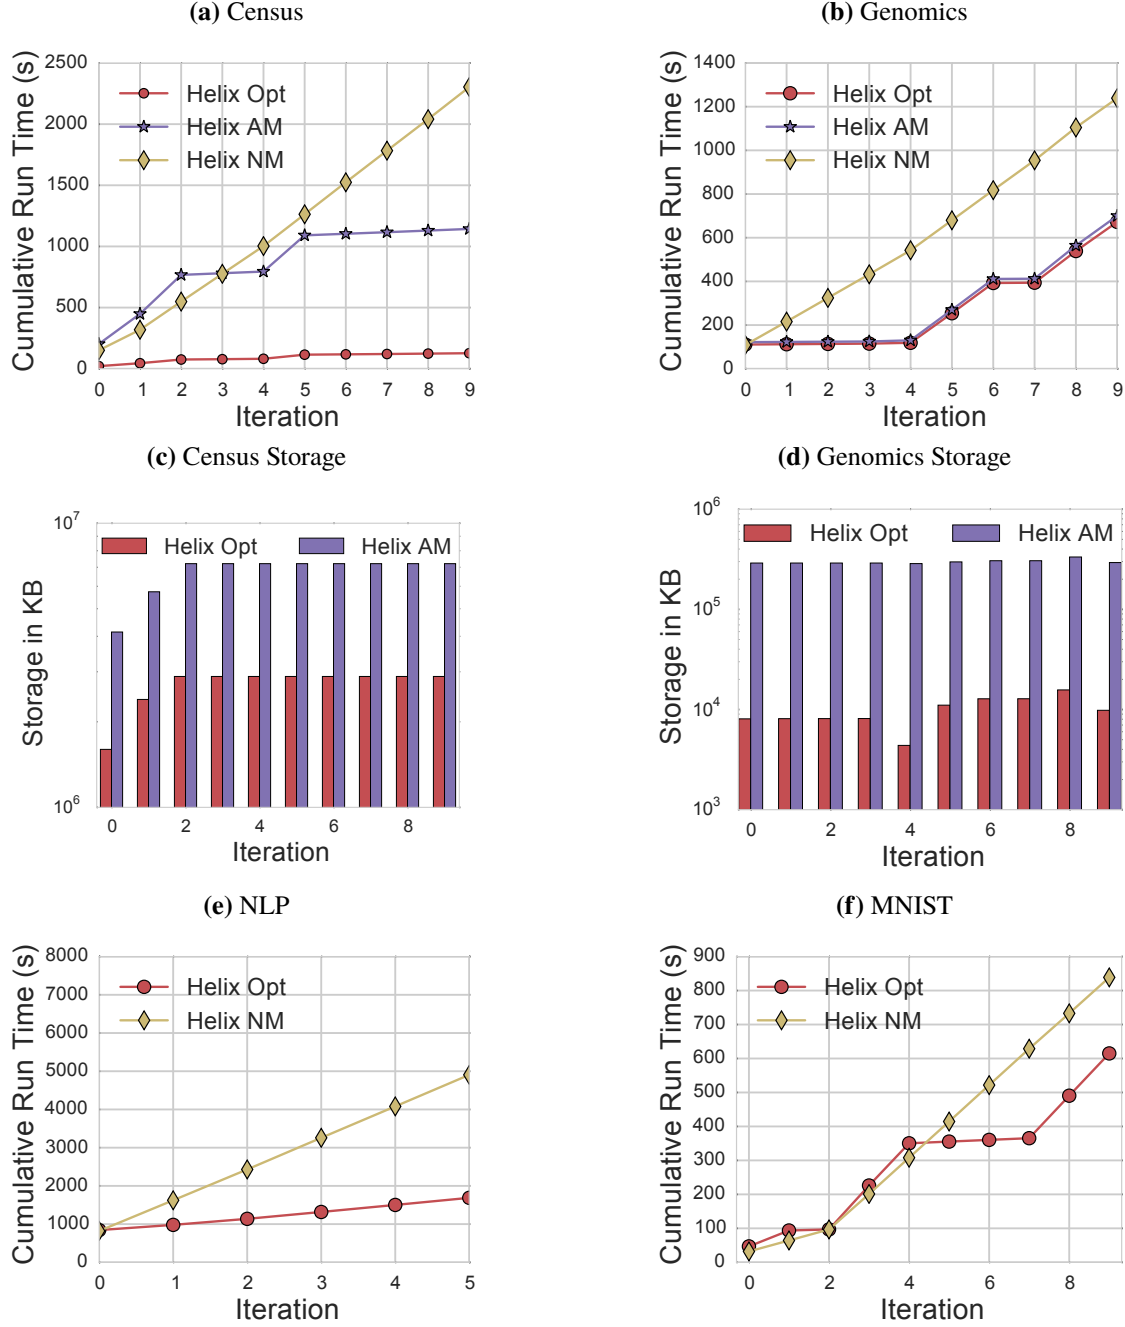 (a) Census
(b) Genomics
Cumulative Run Time (s)
2500
2000
1500
1000
500
0
Helix Opt
Helix AM
Helix NM
0 1 2 3 4 5 6 7 8 9
Iteration
Cumulative Run Time (s)
1400
1200
1000
800
600
400
200
0
Helix Opt
Helix AM
Helix NM
0 1 2 3 4 5 6 7 8 9
Iteration
(c) Census Storage
(d) Genomics Storage
Storage in KB
10^7
10^6
Helix Opt Helix AM
0 2 4 6 8
Iteration
Storage in KB
10^6
10^5
10^4
10^3
Helix Opt Helix AM
0 2 4 6 8
Iteration
(e) NLP
(f) MNIST
Cumulative Run Time (s)
8000
7000
6000
5000
4000
3000
2000
1000
0
Helix Opt
Helix NM
0 1 2 3 4 5
Iteration
Cumulative Run Time (s)
900
800
700
600
500
400
300
200
100
0
Helix Opt
Helix NM
0 2 4 6 8
Iteration